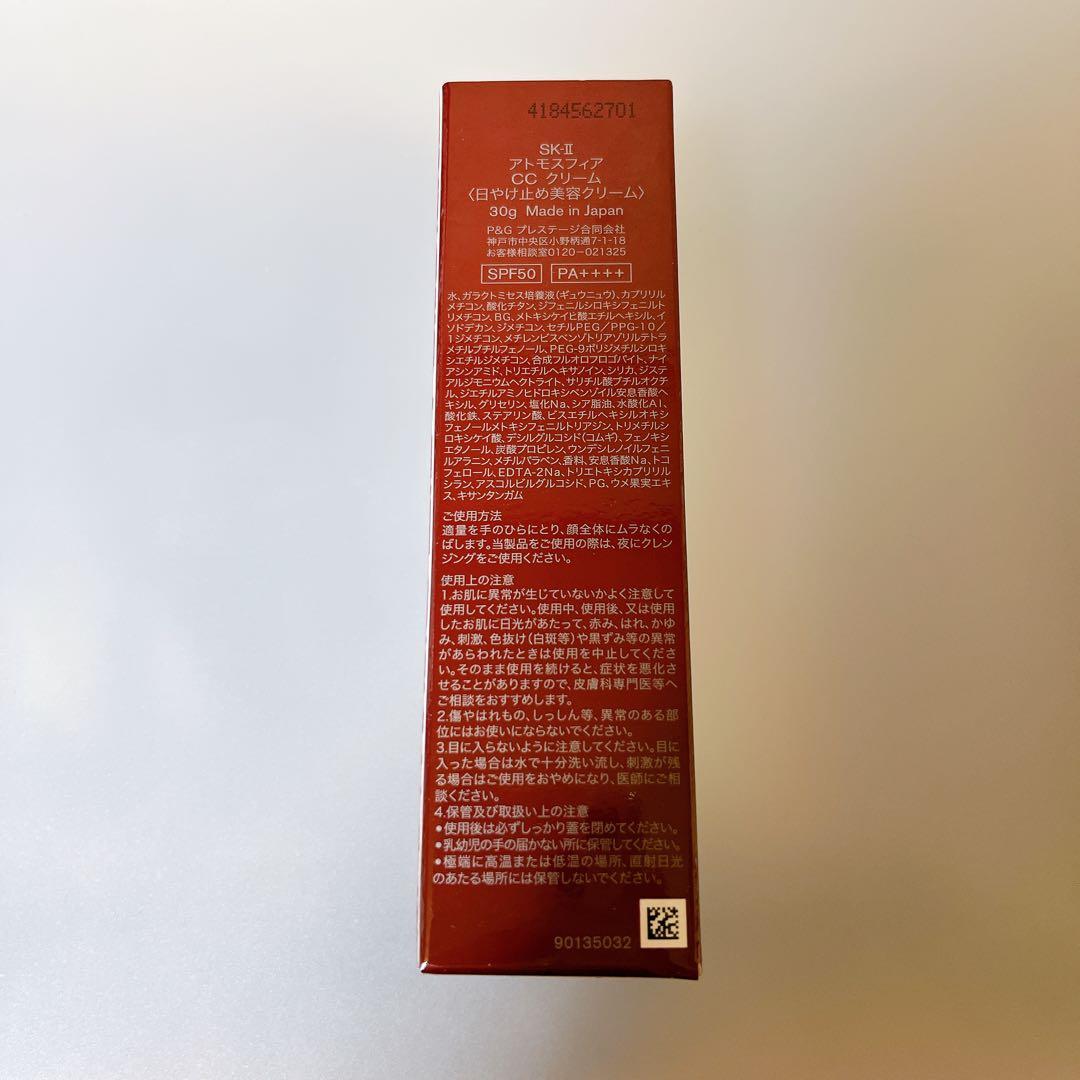 4184562701
SK-II
アトモスフィア
CC クリーム
〈日やけ止め美容クリーム〉
30g Made in Japan
P&G プレステージ合同会社
神戸市中央区小野柄通7-1-18
お客様相談室0120-021325
SPF50 PA++++
水、ガラクトミセス培養液(ギュウニュウ)、カプリリル
メチコン、酸化チタン、ジフェニルシロキシフェニルト
リメチコン、BG、メトキシケイヒ酸エチルヘキシル、イ
ソドデカン、ジメチコン、セチルPEG/PPG-10/
1ジメチコン、メチレンビスベンゾトリアゾリルテトラ
メチルブチルフェノール、PEG-9ポリジメチルシロキ
シエチルジメチコン、合成フルオロフロゴパイト、ナイ
アシンアミド、トリエチルヘキサノイン、シリカ、ジステ
アルジモニウムヘクトライト、サリチル酸ブチルオクチ
ル、ジエチルアミノヒドロキシベンゾイル安息香酸ヘ
キシル、グリセリン、塩化Na、シア脂油、水酸化Al、
酸化鉄、ステアリン酸、ビスエチルヘキシルオキシ
フェノールメトキシフェニルトリアジン、トリメチルシ
ロキシケイ酸、デシルグルコシド(コムギ)、フェノキシ
エタノール、炭酸プロピレン、ウンデシレノイルフェニ
ルアラニン、メチルパラベン、香料、安息香酸Na、トコ
フェロール、EDTA-2Na、トリエトキシカプリリル
シラン、アスコルビルグルコシド、PG、ウメ果実エキ
ス、キサンタンガム
ご使用方法
適量を手のひらにとり、顔全体にムラなくの
ばします。当製品をご使用の際は、夜にクレン
ジングをご使用ください。
使用上の注意
1.お肌に異常が生じていないかよく注意して
使用してください。使用中、使用後、又は使用
したお肌に日光があたって、赤み、はれ、かゆ
み、刺激、色抜け(白斑等)や黒ずみ等の異常
があらわれたときは使用を中止してくださ
い。そのまま使用を続けると、症状を悪化さ
せることがありますので、皮膚科専門医等へ
ご相談をおすすめします。
2.傷やはれもの、しっしん等、異常のある部
位にはお使いにならないでください。
3.目に入らないように注意してください。目に
入った場合は水で十分洗い流し、刺激が残
る場合はご使用をおやめになり、医師にご相
談ください。
4.保管及び取扱い上の注意
•使用後は必ずしっかり蓋を閉めてください。
•乳幼児の手の届かない所に保管してください。
•極端に高温または低温の場所、直射日光
のあたる場所には保管しないでください。
90135032